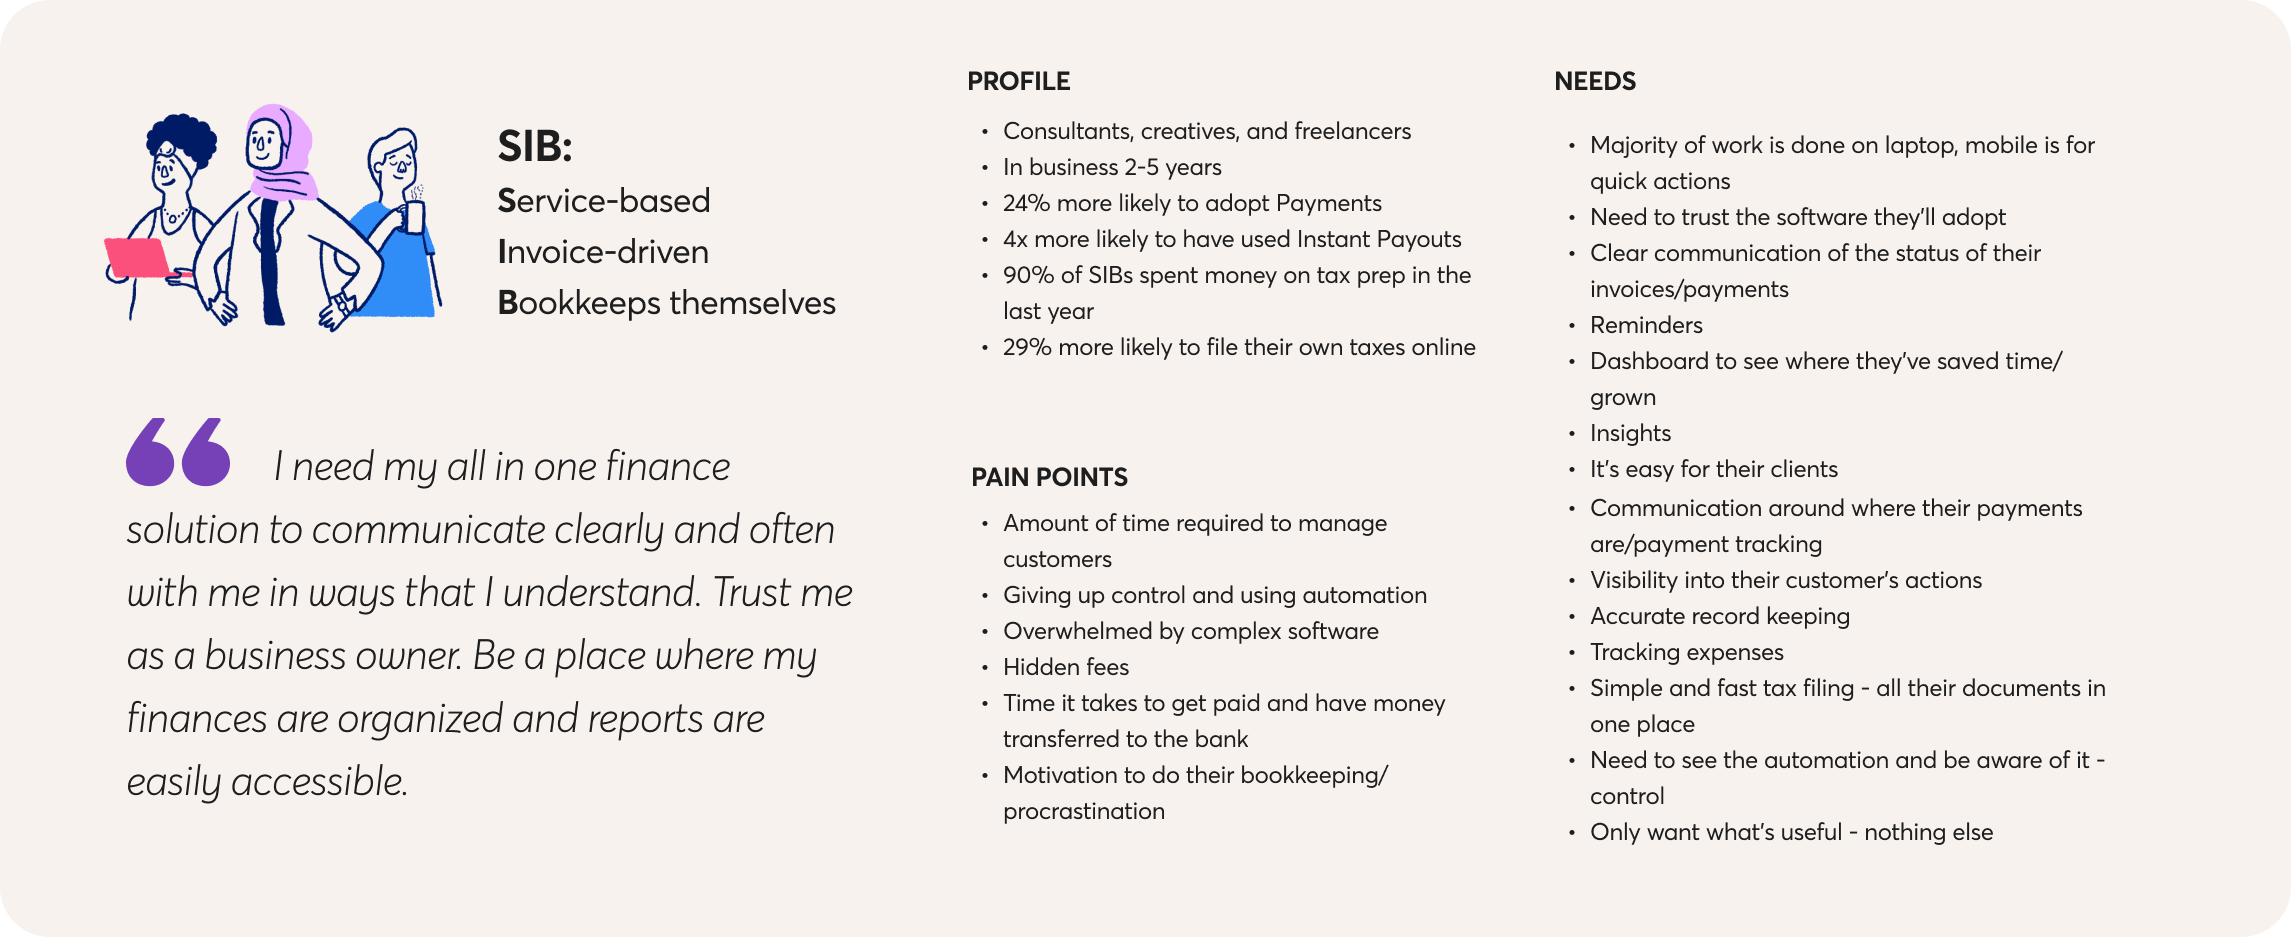 SIB:
Service-based
Invoice-driven
Bookkeeps themselves
“ I need my all in one finance
solution to communicate clearly and often
with me in ways that I understand. Trust me
as a business owner. Be a place where my
finances are organized and reports are
easily accessible.
PROFILE
• Consultants, creatives, and freelancers
• In business 2-5 years
• 24% more likely to adopt Payments
• 4x more likely to have used Instant Payouts
• 90% of SIBs spent money on tax prep in the
last year
• 29% more likely to file their own taxes online
PAIN POINTS
• Amount of time required to manage
customers
• Giving up control and using automation
• Overwhelmed by complex software
• Hidden fees
• Time it takes to get paid and have money
transferred to the bank
• Motivation to do their bookkeeping/
procrastination
NEEDS
• Majority of work is done on laptop, mobile is for
quick actions
• Need to trust the software they’ll adopt
• Clear communication of the status of their
invoices/payments
• Reminders
• Dashboard to see where they’ve saved time/
grown
• Insights
• It’s easy for their clients
• Communication around where their payments
are/payment tracking
• Visibility into their customer’s actions
• Accurate record keeping
• Tracking expenses
• Simple and fast tax filing - all their documents in
one place
• Need to see the automation and be aware of it -
control
• Only want what’s useful - nothing else